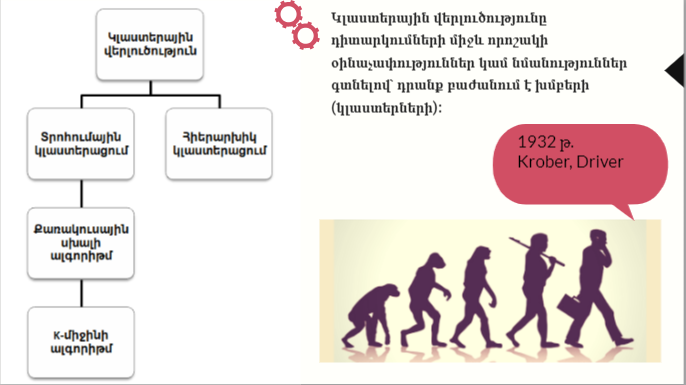 Կլաստերային
վերլուծություն
Տրոհումային
կլաստերացում
Հիերարխիկ
կլաստերացում
Քառակուսային
սխալի
ալգորիթմ
K-միջինի
ալգորիթմ
Կլաստերային վերլուծությունը
դիտարկումների միջև որոշակի
օինաչափություններ կամ նմանություններ
գտնելով՝ դրանք բաժանում է խմբերի
(կլաստերների):
1932 թ.
Krober, Driver